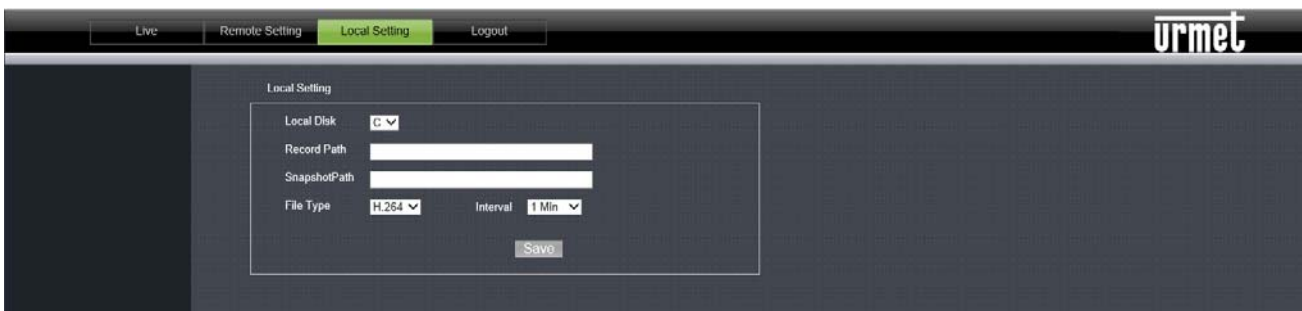 Live Remote Setting Local Setting Logout
urmet
Local Setting
Local Disk C
Record Path
SnapshotPath
File Type H.264 Interval 1 Min
Save